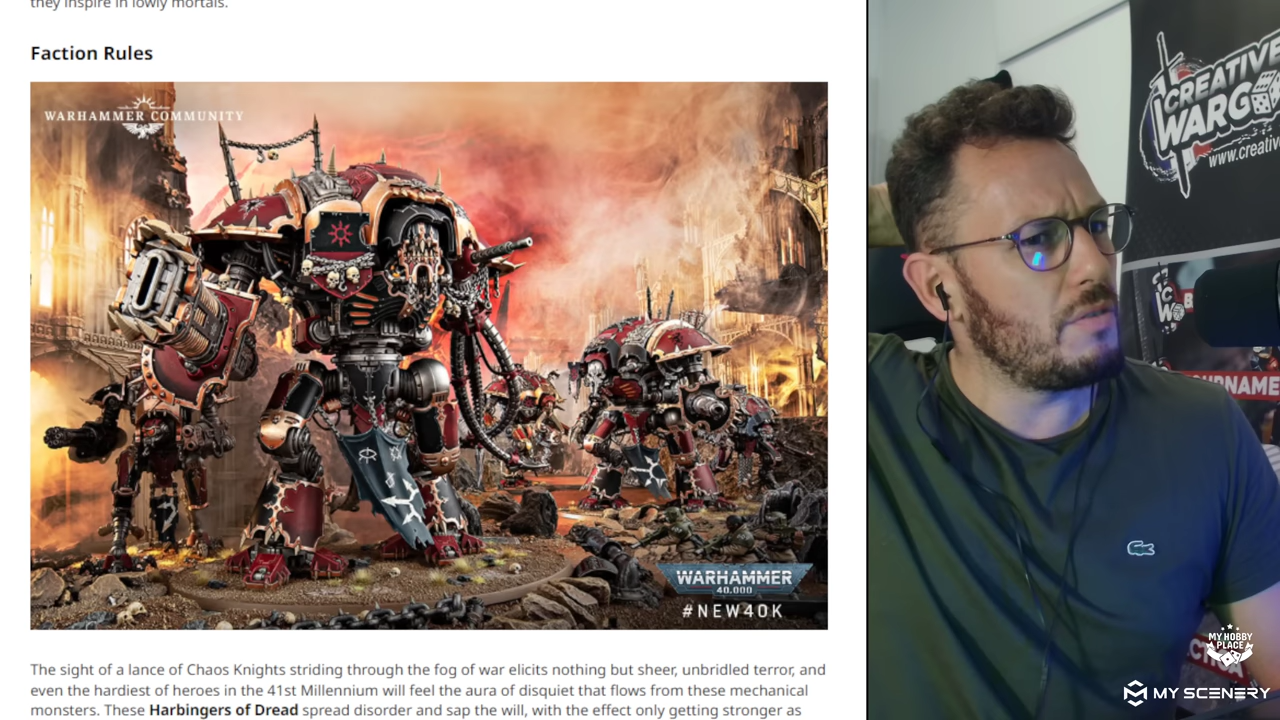 they inspire in lowly mortals.
Faction Rules
WARHAMMER COMMUNITY
WARHAMMER
40,000
#NEW40K
The sight of a lance of Chaos Knights striding through the fog of war elicits nothing but sheer, unbridled terror, and
even the hardiest of heroes in the 41st Millennium will feel the aura of disquiet that flows from these mechanical
monsters. These Harbingers of Dread spread disorder and sap the will, with the effect only getting stronger as
CREATIVE
WARG
www.creativ
CW
MY HOBBY
PLACE
MY SCENERY